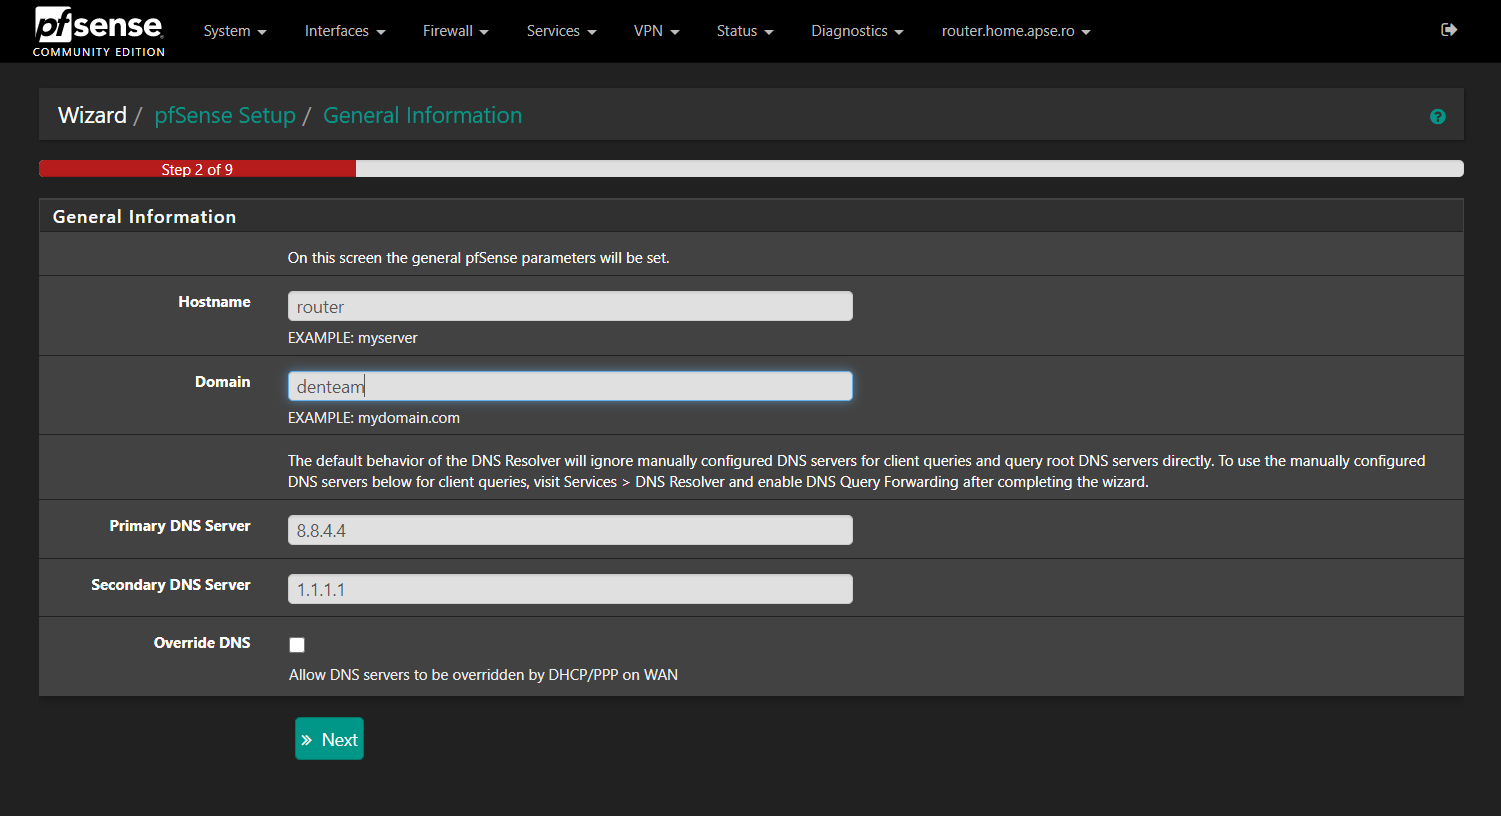 pfsense
COMMUNITY EDITION
System Interfaces Firewall Services VPN Status Diagnostics router.home.apse.ro
Wizard / pfSense Setup / General Information
Step 2 of 9
General Information
On this screen the general pfSense parameters will be set.
Hostname router
EXAMPLE: myserver
Domain denteam
EXAMPLE: mydomain.com
The default behavior of the DNS Resolver will ignore manually configured DNS servers for client queries and query root DNS servers directly. To use the manually configured
DNS servers below for client queries, visit Services > DNS Resolver and enable DNS Query Forwarding after completing the wizard.
Primary DNS Server 8.8.4.4
Secondary DNS Server 1.1.1.1
Override DNS
Allow DNS servers to be overridden by DHCP/PPP on WAN
» Next